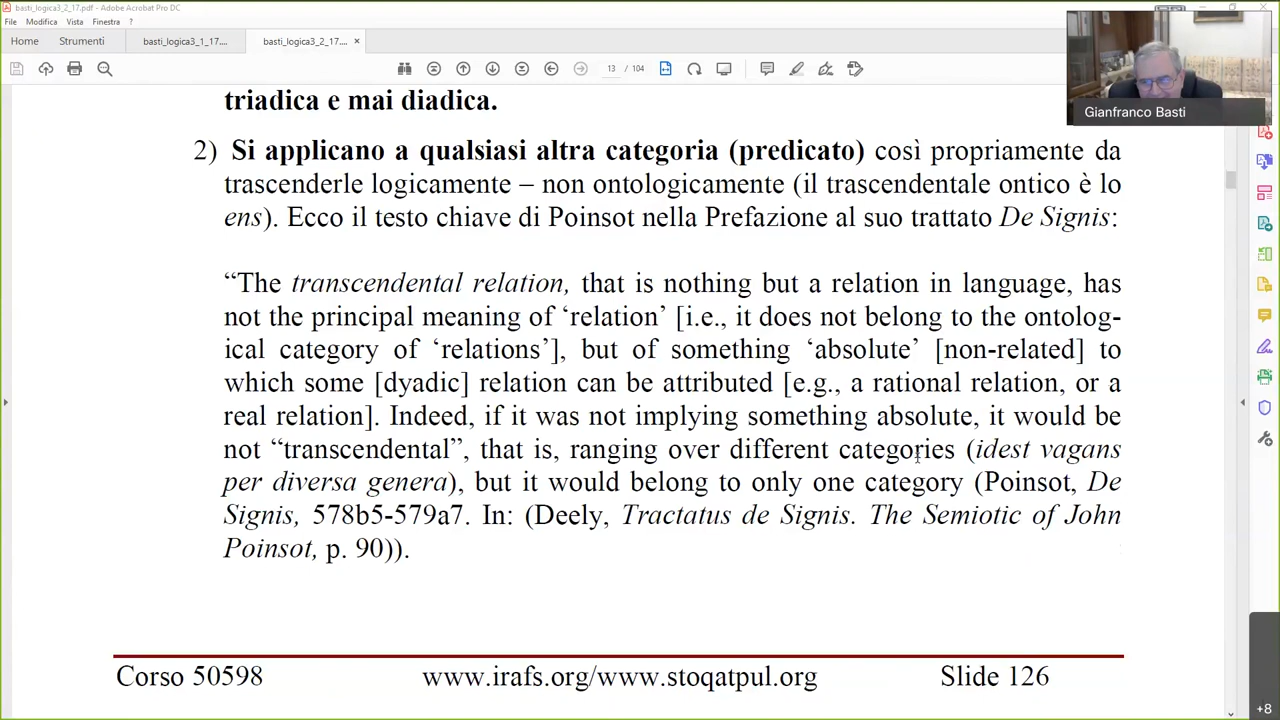 basti_logica3_2_17.pdf - Adobe Acrobat Pro DC
File Modifica Vista Finestra ?
Home Strumenti basti_logica3_1_17.... basti_logica3_2_17.... ×
13 / 104
Gianfranco Basti
triadica e mai diadica.
2) Si applicano a qualsiasi altra categoria (predicato) così propriamente da
trascenderle logicamente – non ontologicamente (il trascendentale ontico è lo
ens). Ecco il testo chiave di Poinsot nella Prefazione al suo trattato De Signis:
“The transcendental relation, that is nothing but a relation in language, has
not the principal meaning of ‘relation’ [i.e., it does not belong to the ontolog-
ical category of ‘relations’], but of something ‘absolute’ [non-related] to
which some [dyadic] relation can be attributed [e.g., a rational relation, or a
real relation]. Indeed, if it was not implying something absolute, it would be
not “transcendental”, that is, ranging over different categories (idest vagans
per diversa genera), but it would belong to only one category (Poinsot, De
Signis, 578b5-579a7. In: (Deely, Tractatus de Signis. The Semiotic of John
Poinsot, p. 90)).
Corso 50598 www.irafs.org/www.stoqatpul.org Slide 126
+8